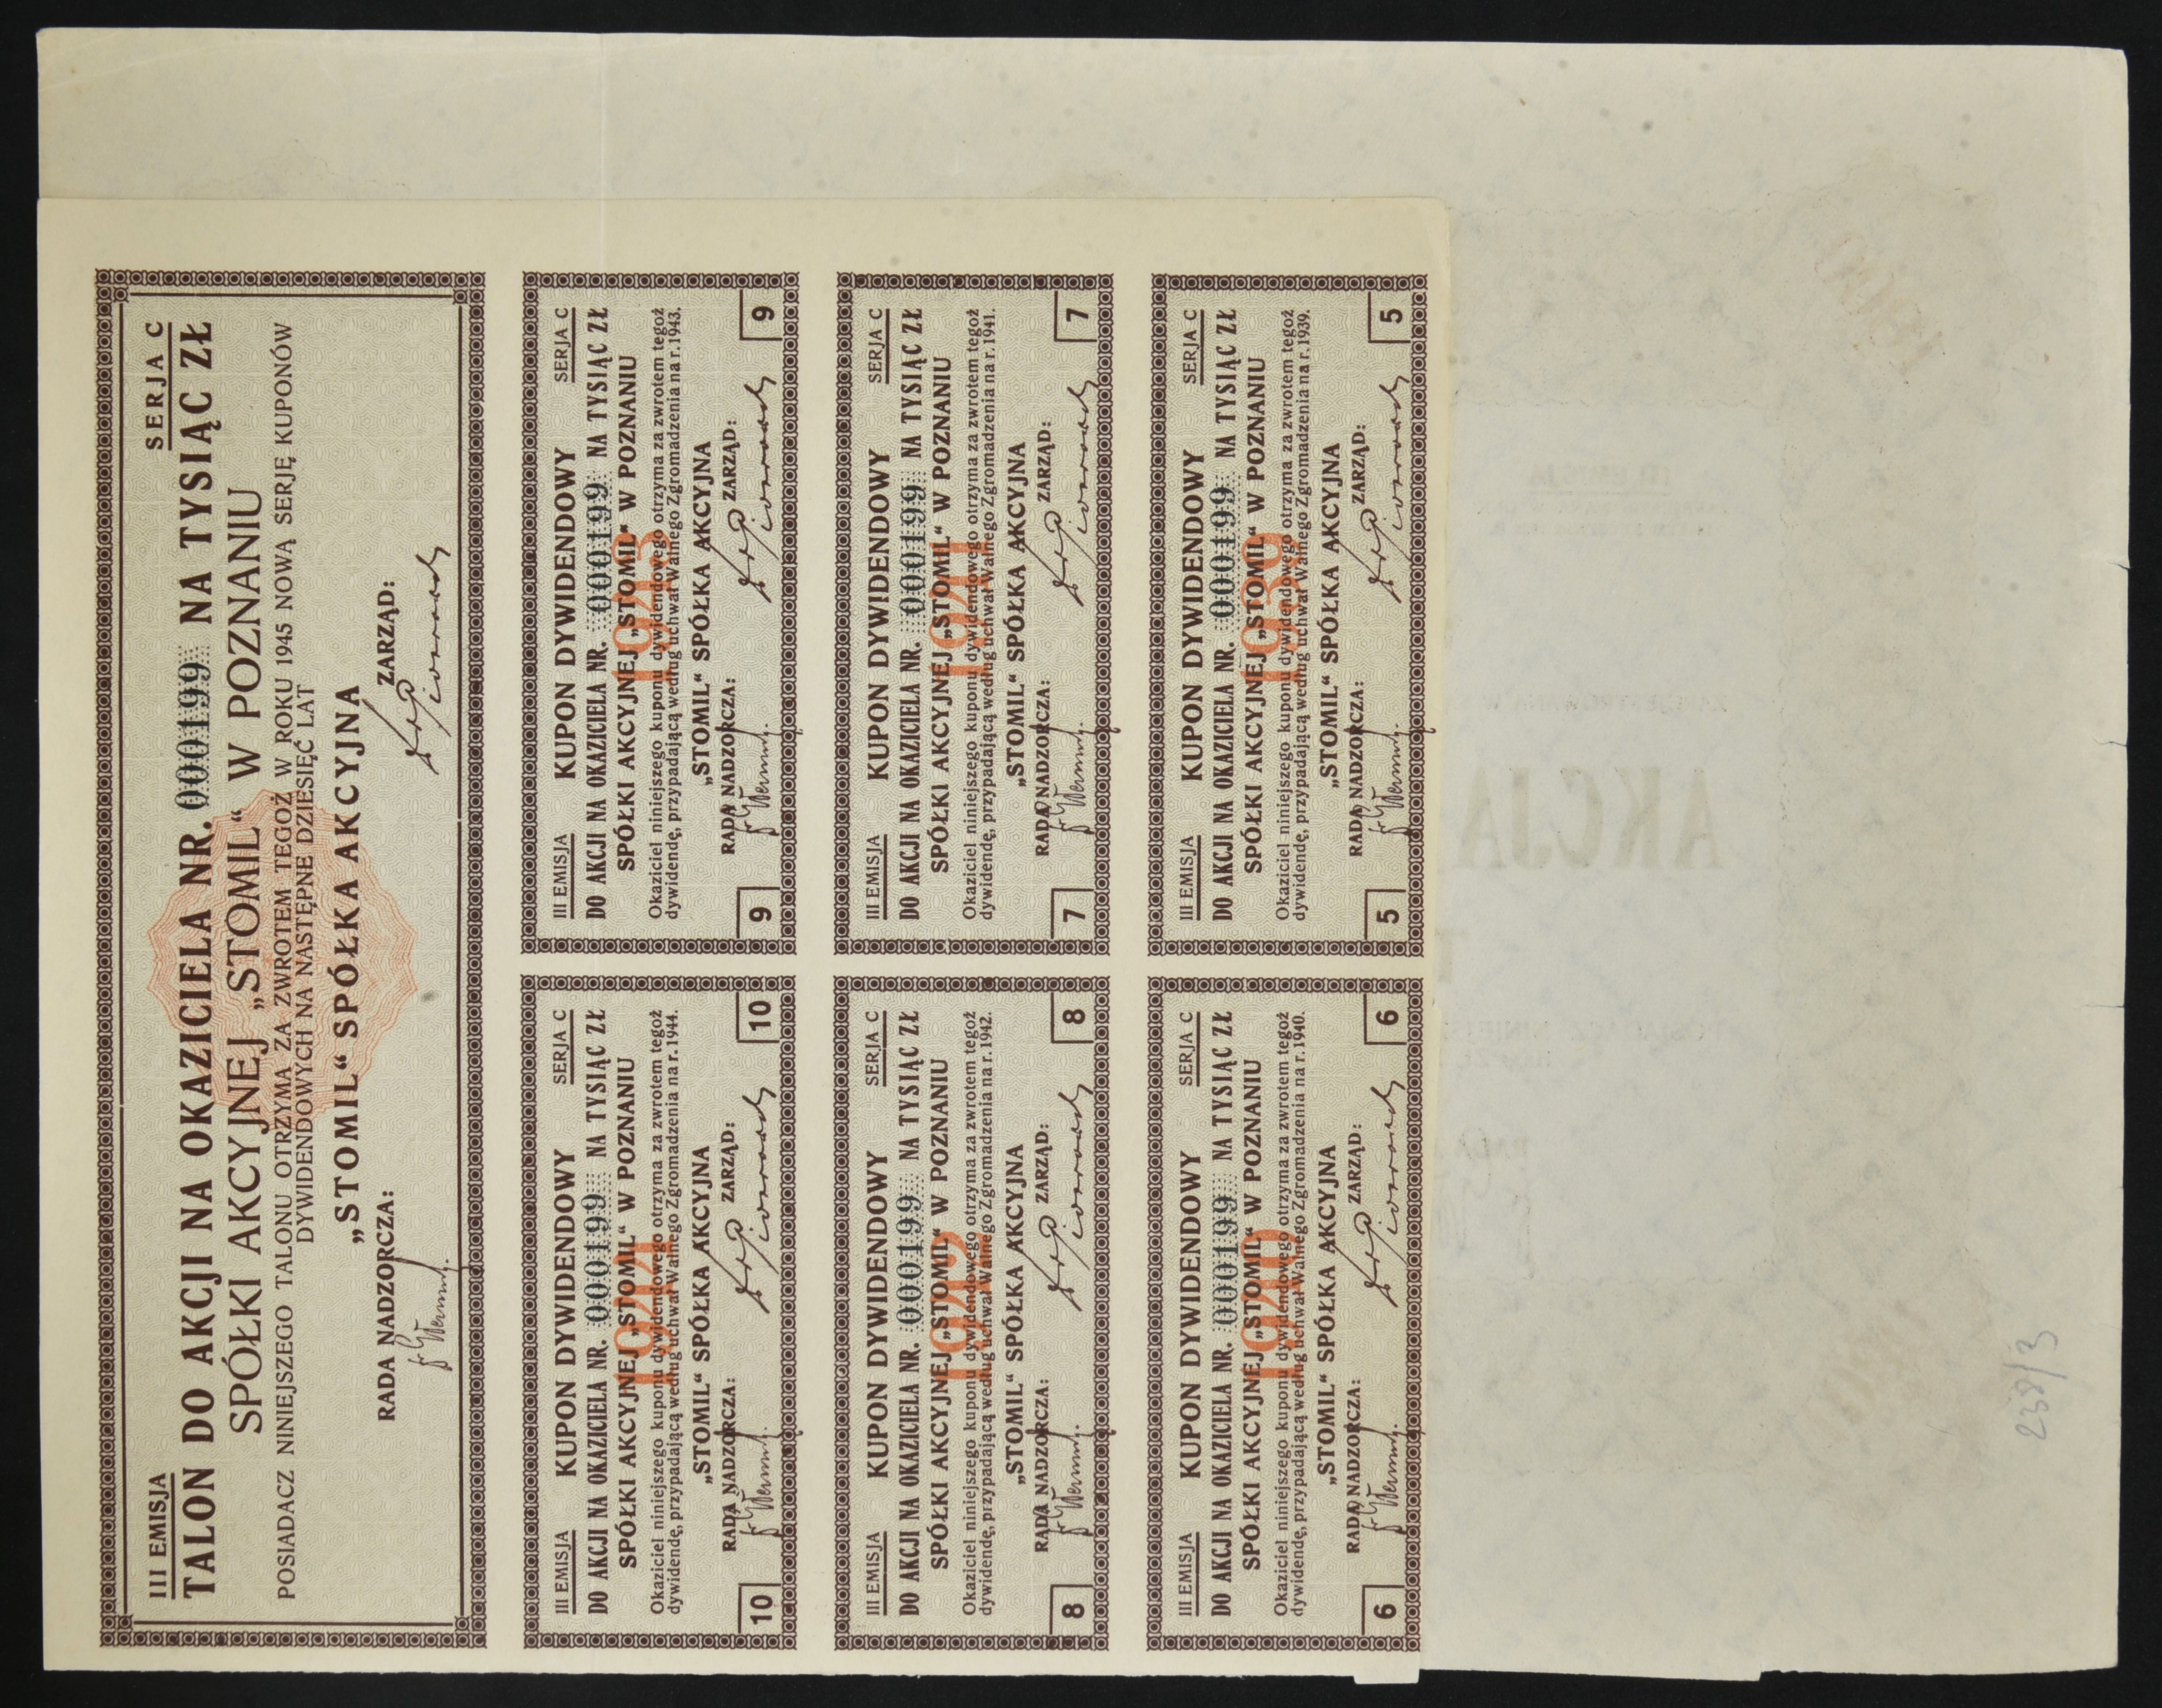 III EMISJA SERJA C
TALON DO AKCJI NA OKAZICIELA NR. 000199 NA TYSIĄC ZŁ
SPÓŁKI AKCYJNEJ „STOMIL“ W POZNANIU
POSIADACZ NINIEJSZEGO TALONU OTRZYMA ZA ZWROTEM TEGOŻ W ROKU 1945 NOWĄ SERJĘ KUPONÓW
DYWIDENDOWYCH NA NASTĘPNE DZIESIĘĆ LAT
„STOMIL“ SPÓŁKA AKCYJNA
RADA NADZORCZA: ZARZĄD:
III EMISJA KUPON DYWIDENDOWY SERJA C
DO AKCJI NA OKAZICIELA NR. 000199 NA TYSIĄC ZŁ
SPÓŁKI AKCYJNEJ „STOMIL“ W POZNANIU
1944
Okaziciel niniejszego kuponu dywidendowego otrzyma za zwrotem tegoż
dywidendę, przypadającą według uchwał Walnego Zgromadzenia na r. 1944.
„STOMIL“ SPÓŁKA AKCYJNA
RADA NADZORCZA: ZARZĄD:
10 10
III EMISJA KUPON DYWIDENDOWY SERJA C
DO AKCJI NA OKAZICIELA NR. 000199 NA TYSIĄC ZŁ
SPÓŁKI AKCYJNEJ „STOMIL“ W POZNANIU
1943
Okaziciel niniejszego kuponu dywidendowego otrzyma za zwrotem tegoż
dywidendę, przypadającą według uchwał Walnego Zgromadzenia na r. 1943.
„STOMIL“ SPÓŁKA AKCYJNA
RADA NADZORCZA: ZARZĄD:
9 9
III EMISJA KUPON DYWIDENDOWY SERJA C
DO AKCJI NA OKAZICIELA NR. 000199 NA TYSIĄC ZŁ
SPÓŁKI AKCYJNEJ „STOMIL“ W POZNANIU
1942
Okaziciel niniejszego kuponu dywidendowego otrzyma za zwrotem tegoż
dywidendę, przypadającą według uchwał Walnego Zgromadzenia na r. 1942.
„STOMIL“ SPÓŁKA AKCYJNA
RADA NADZORCZA: ZARZĄD:
8 8
III EMISJA KUPON DYWIDENDOWY SERJA C
DO AKCJI NA OKAZICIELA NR. 000199 NA TYSIĄC ZŁ
SPÓŁKI AKCYJNEJ „STOMIL“ W POZNANIU
1941
Okaziciel niniejszego kuponu dywidendowego otrzyma za zwrotem tegoż
dywidendę, przypadającą według uchwał Walnego Zgromadzenia na r. 1941.
„STOMIL“ SPÓŁKA AKCYJNA
RADA NADZORCZA: ZARZĄD:
7 7
III EMISJA KUPON DYWIDENDOWY SERJA C
DO AKCJI NA OKAZICIELA NR. 000199 NA TYSIĄC ZŁ
SPÓŁKI AKCYJNEJ „STOMIL“ W POZNANIU
1940
Okaziciel niniejszego kuponu dywidendowego otrzyma za zwrotem tegoż
dywidendę, przypadającą według uchwał Walnego Zgromadzenia na r. 1940.
„STOMIL“ SPÓŁKA AKCYJNA
RADA NADZORCZA: ZARZĄD:
6 6
III EMISJA KUPON DYWIDENDOWY SERJA C
DO AKCJI NA OKAZICIELA NR. 000199 NA TYSIĄC ZŁ
SPÓŁKI AKCYJNEJ „STOMIL“ W POZNANIU
1939
Okaziciel niniejszego kuponu dywidendowego otrzyma za zwrotem tegoż
dywidendę, przypadającą według uchwał Walnego Zgromadzenia na r. 1939.
„STOMIL“ SPÓŁKA AKCYJNA
RADA NADZORCZA: ZARZĄD:
5 5
AKCJA
238/3